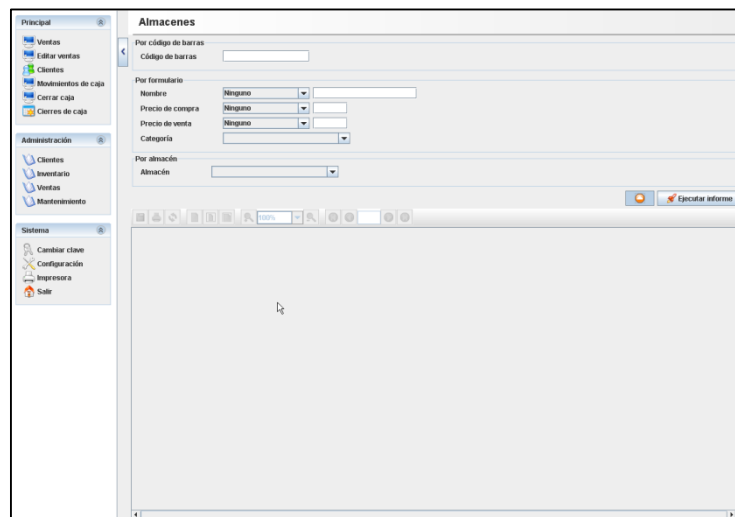 Principal
Ventas
Editar ventas
Clientes
Movimientos de caja
Cerrar caja
Cierres de caja
Administración
Clientes
Inventario
Ventas
Mantenimiento
Sistema
Cambiar clave
Configuración
Impresora
Salir
Almacenes
Por código de barras
Código de barras
Por formulario
Nombre Ninguno
Precio de compra Ninguno
Precio de venta Ninguno
Categoría
Por almacén
Almacén
Ejecutar informe
100%